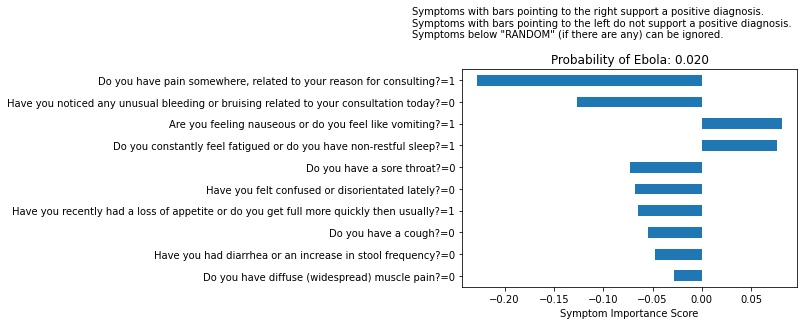 Symptoms with bars pointing to the right support a positive diagnosis.
Symptoms with bars pointing to the left do not support a positive diagnosis.
Symptoms below "RANDOM" (if there are any) can be ignored.
Probability of Ebola: 0.020
Do you have pain somewhere, related to your reason for consulting?=1
Have you noticed any unusual bleeding or bruising related to your consultation today?=0
Are you feeling nauseous or do you feel like vomiting?=1
Do you constantly feel fatigued or do you have non-restful sleep?=1
Do you have a sore throat?=0
Have you felt confused or disorientated lately?=0
Have you recently had a loss of appetite or do you get full more quickly then usually?=1
Do you have a cough?=0
Have you had diarrhea or an increase in stool frequency?=0
Do you have diffuse (widespread) muscle pain?=0
−0.20 −0.15 −0.10 −0.05 0.00 0.05
Symptom Importance Score